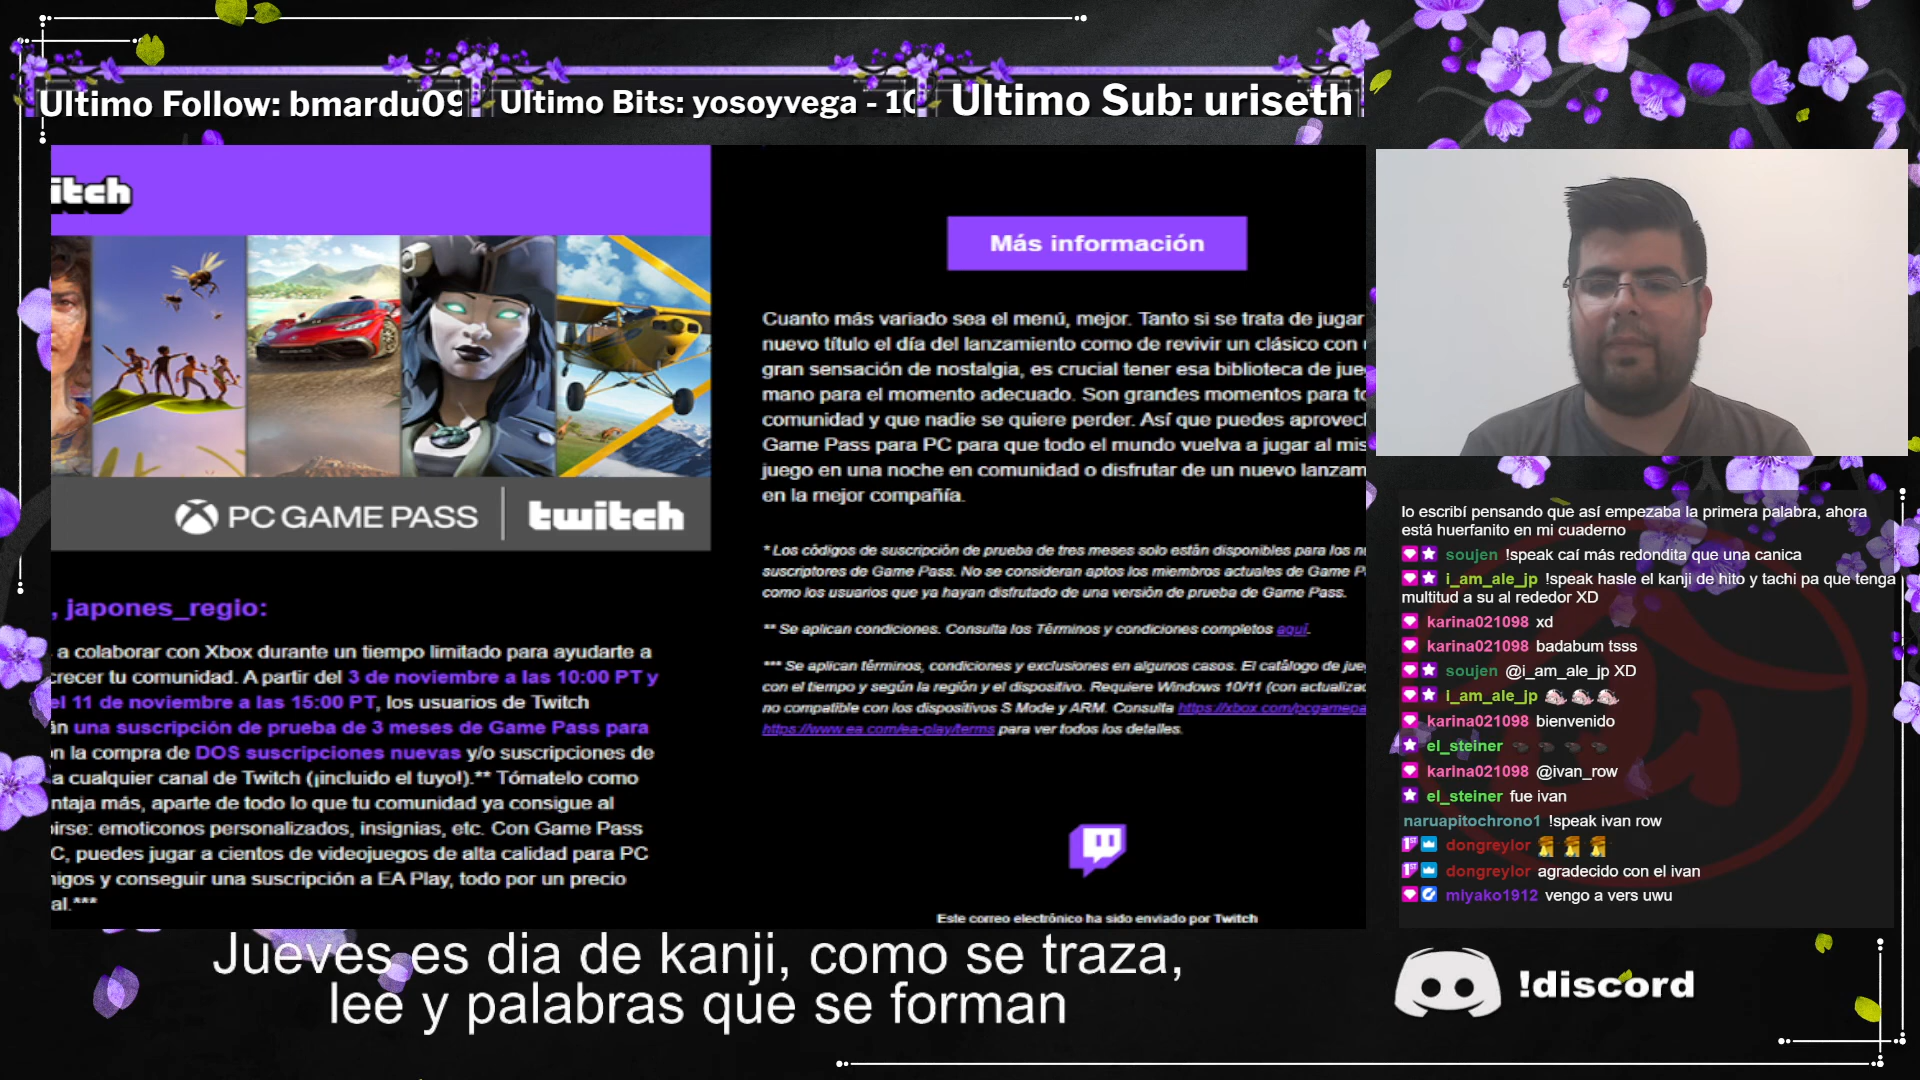 Ultimo Follow: bmardu09
Ultimo Bits: yosoyvega - 10
Ultimo Sub: uriseth
itch
PC GAME PASS
twitch
, japones_regio:
a colaborar con Xbox durante un tiempo limitado para ayudarte a
crecer tu comunidad. A partir del 3 de noviembre a las 10:00 PT y
el 11 de noviembre a las 15:00 PT, los usuarios de Twitch
án una suscripción de prueba de 3 meses de Game Pass para
n la compra de DOS suscripciones nuevas y/o suscripciones de
a cualquier canal de Twitch (¡incluido el tuyo!).** Tómatelo como
ntaja más, aparte de todo lo que tu comunidad ya consigue al
birse: emoticonos personalizados, insignias, etc. Con Game Pass
C, puedes jugar a cientos de videojuegos de alta calidad para PC
migos y conseguir una suscripción a EA Play, todo por un precio
al.***
Más información
Cuanto más variado sea el menú, mejor. Tanto si se trata de jugar
nuevo título el día del lanzamiento como de revivir un clásico con
gran sensación de nostalgia, es crucial tener esa biblioteca de jue
mano para el momento adecuado. Son grandes momentos para to
comunidad y que nadie se quiere perder. Así que puedes aprovech
Game Pass para PC para que todo el mundo vuelva a jugar al mis
juego en una noche en comunidad o disfrutar de un nuevo lanzam
en la mejor compañía.
* Los códigos de suscripción de prueba de tres meses solo están disponibles para los nu
suscriptores de Game Pass. No se consideran aptos los miembros actuales de Game P
como los usuarios que ya hayan disfrutado de una versión de prueba de Game Pass.
** Se aplican condiciones. Consulta los Términos y condiciones completos aquí.
*** Se aplican términos, condiciones y exclusiones en algunos casos. El catálogo de jue
con el tiempo y según la región y el dispositivo. Requiere Windows 10/11 (con actualizac
no compatible con los dispositivos S Mode y ARM. Consulta https://xbox.com/pcgamepa
https://www.ea.com/ea-play/terms para ver todos los detalles.
Este correo electrónico ha sido enviado por Twitch
lo escribí pensando que así empezaba la primera palabra, ahora
está huerfanito en mi cuaderno
soujen !speak caí más redondita que una canica
i_am_ale_jp !speak hasle el kanji de hito y tachi pa que tenga
multitud a su al rededor XD
karina021098 xd
karina021098 badabum tsss
soujen @i_am_ale_jp XD
i_am_ale_jp
karina021098 bienvenido
el_steiner
karina021098 @ivan_row
el_steiner fue ivan
naruapitochrono1 !speak ivan row
dongreylor
dongreylor agradecido con el ivan
miyako1912 vengo a vers uwu
Jueves es dia de kanji, como se traza,
lee y palabras que se forman
!discord